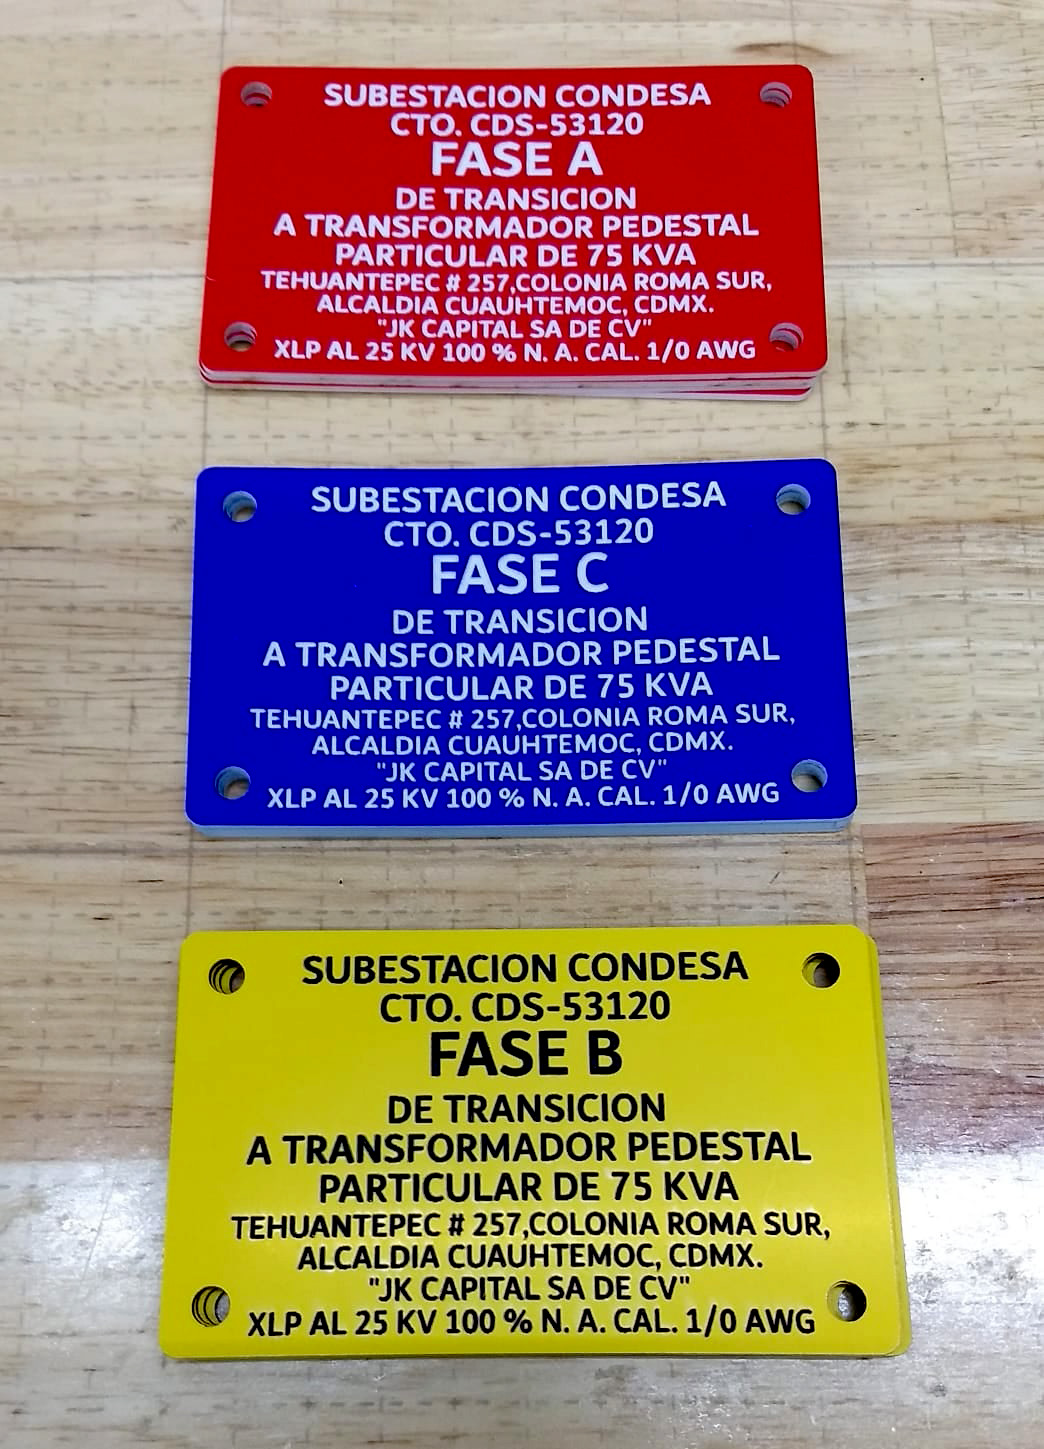 SUBESTACION CONDESA
CTO. CDS-53120
FASE A
DE TRANSICION
A TRANSFORMADOR PEDESTAL
PARTICULAR DE 75 KVA
TEHUANTEPEC # 257,COLONIA ROMA SUR,
ALCALDIA CUAUHTEMOC, CDMX.
"JK CAPITAL SA DE CV"
XLP AL 25 KV 100 % N. A. CAL. 1/0 AWG
SUBESTACION CONDESA
CTO. CDS-53120
FASE C
DE TRANSICION
A TRANSFORMADOR PEDESTAL
PARTICULAR DE 75 KVA
TEHUANTEPEC # 257,COLONIA ROMA SUR,
ALCALDIA CUAUHTEMOC, CDMX.
"JK CAPITAL SA DE CV"
XLP AL 25 KV 100 % N. A. CAL. 1/0 AWG
SUBESTACION CONDESA
CTO. CDS-53120
FASE B
DE TRANSICION
A TRANSFORMADOR PEDESTAL
PARTICULAR DE 75 KVA
TEHUANTEPEC # 257,COLONIA ROMA SUR,
ALCALDIA CUAUHTEMOC, CDMX.
"JK CAPITAL SA DE CV"
XLP AL 25 KV 100 % N. A. CAL. 1/0 AWG